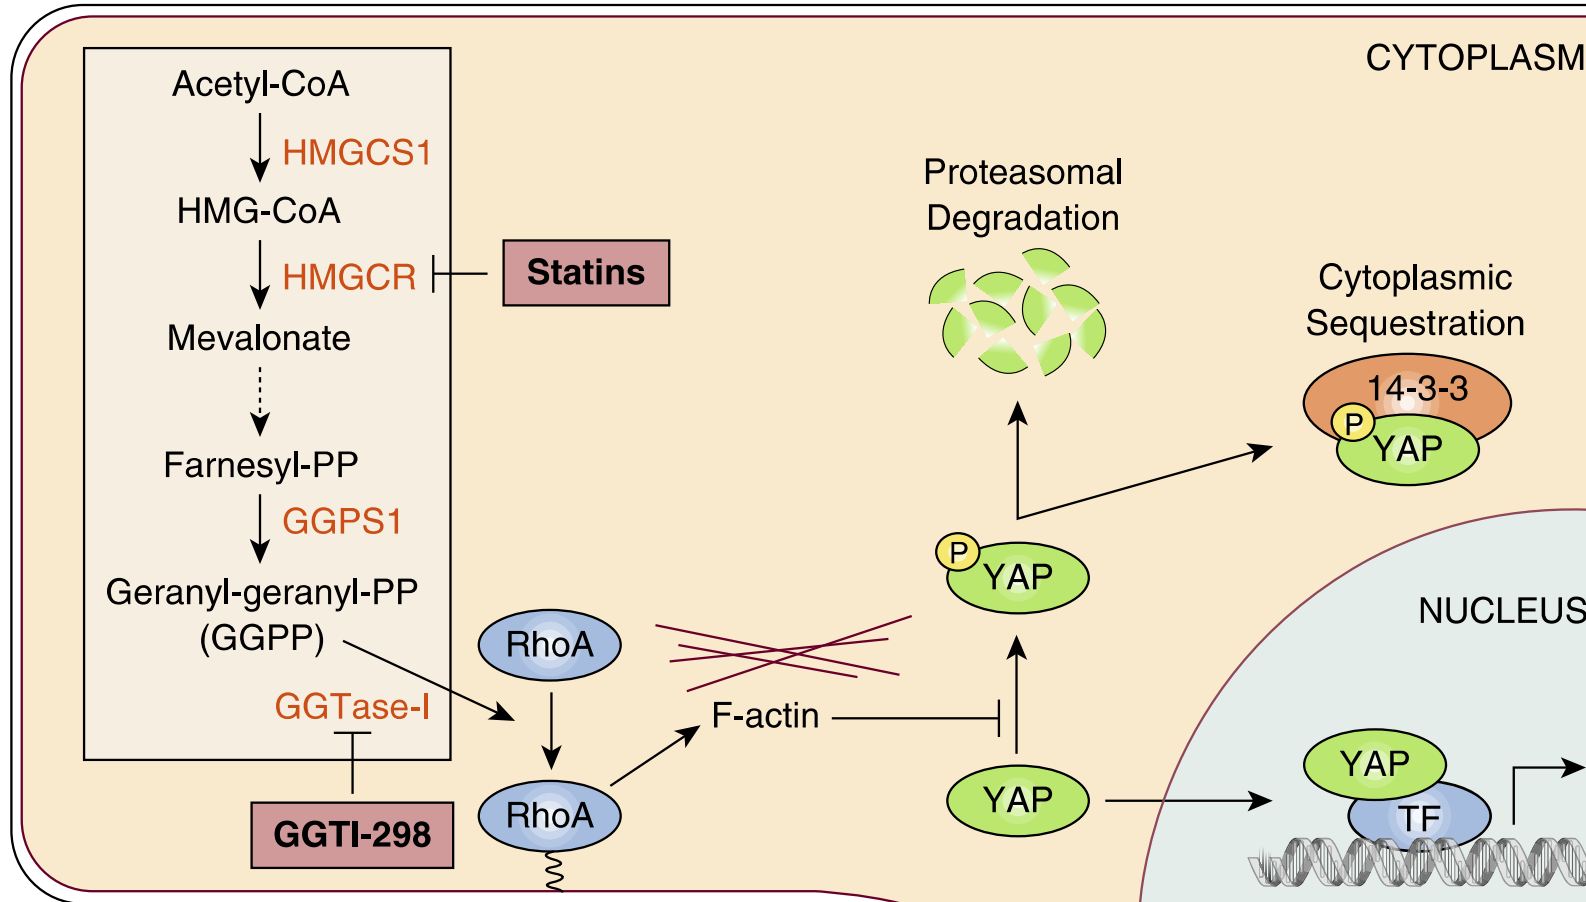 CYTOPLASM
Acetyl-CoA
HMGCS1
HMG-CoA
HMGCR
Statins
Mevalonate
Farnesyl-PP
GGPS1
Geranyl-geranyl-PP
(GGPP)
GGTase-I
GGTI-298
RhoA
RhoA
F-actin
Proteasomal
Degradation
Cytoplasmic
Sequestration
14-3-3
P
YAP
P
YAP
YAP
NUCLEUS
YAP
TF